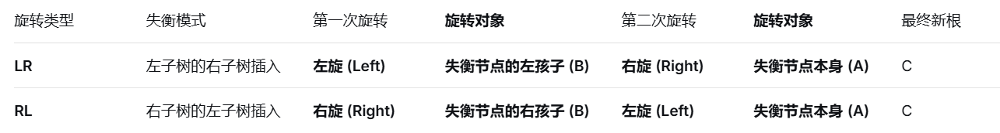 旋转类型 失衡模式 第一次旋转 旋转对象 第二次旋转 旋转对象 最终新根
LR 左子树的右子树插入 左旋 (Left) 失衡节点的左孩子 (B) 右旋 (Right) 失衡节点本身 (A) C
RL 右子树的左子树插入 右旋 (Right) 失衡节点的右孩子 (B) 左旋 (Left) 失衡节点本身 (A) C